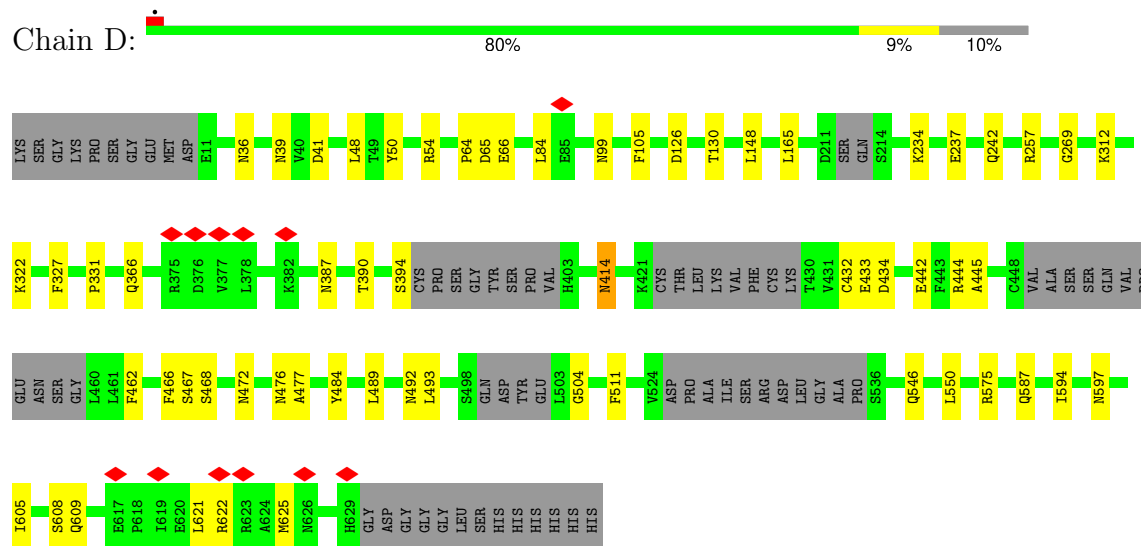 Chain D:
80% 9% 10%
LYS SER GLY LYS PRO SER GLY GLU MET ASP E11 N36 N39 V40 D41 L48 T49 Y50 R54 P64 D65 E66 L84 E85 N99 F105 D126 T130 L148 L165 D211 SER GLN S214 K234 E237 Q242 R257 G269 K312
K322 F327 P331 Q366 R375 D376 V377 L378 K382 N387 T390 S394 CYS PRO SER GLY TYR SER PRO VAL H403 N414 K421 CYS THR LEU LYS VAL PHE CYS LYS T430 V431 C432 E433 D434 E442 F443 R444 A445 C448 VAL ALA SER SER GLN VAL
GLU ASN SER GLY L460 L461 F462 F466 S467 S468 N472 N476 A477 Y484 L489 N492 L493 S498 GLN ASP TYR GLU L503 G504 F511 V524 ASP PRO ALA ILE SER ARG ASP LEU GLY ALA PRO S536 Q546 L550 R575 Q587 I594 N597
I605 S608 Q609 E617 P618 I619 E620 L621 R622 R623 A624 M625 N626 H629 GLY ASP GLY GLY GLY LEU SER HIS HIS HIS HIS HIS HIS